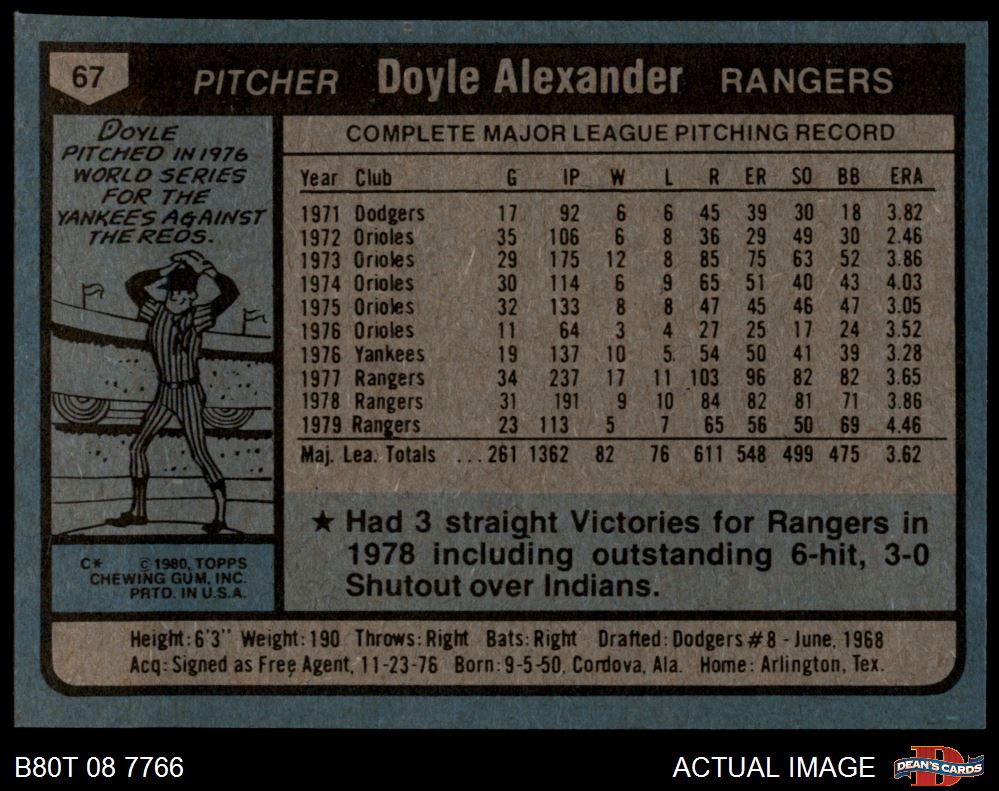 67 PITCHER Doyle Alexander RANGERS
DOYLE
PITCHED IN 1976
WORLD SERIES
FOR THE
YANKEES AGAINST
THE REDS.
C* © 1980, TOPPS
CHEWING GUM, INC.
PRTD. IN U.S.A.
COMPLETE MAJOR LEAGUE PITCHING RECORD
Year Club G IP W L R ER SO BB ERA
1971 Dodgers 17 92 6 6 45 39 30 18 3.82
1972 Orioles 35 106 6 8 36 29 49 30 2.46
1973 Orioles 29 175 12 8 85 75 63 52 3.86
1974 Orioles 30 114 6 9 65 51 40 43 4.03
1975 Orioles 32 133 8 8 47 45 46 47 3.05
1976 Orioles 11 64 3 4 27 25 17 24 3.52
1976 Yankees 19 137 10 5 54 50 41 39 3.28
1977 Rangers 34 237 17 11 103 96 82 82 3.65
1978 Rangers 31 191 9 10 84 82 81 71 3.86
1979 Rangers 23 113 5 7 65 56 50 69 4.46
Maj. Lea. Totals ...261 1362 82 76 611 548 499 475 3.62
★ Had 3 straight Victories for Rangers in
1978 including outstanding 6-hit, 3-0
Shutout over Indians.
Height: 6'3" Weight: 190 Throws: Right Bats: Right Drafted: Dodgers #8 - June, 1968
Acq: Signed as Free Agent, 11-23-76 Born: 9-5-50, Cordova, Ala. Home: Arlington, Tex.
B80T 08 7766
ACTUAL IMAGE
DEAN'S CARDS